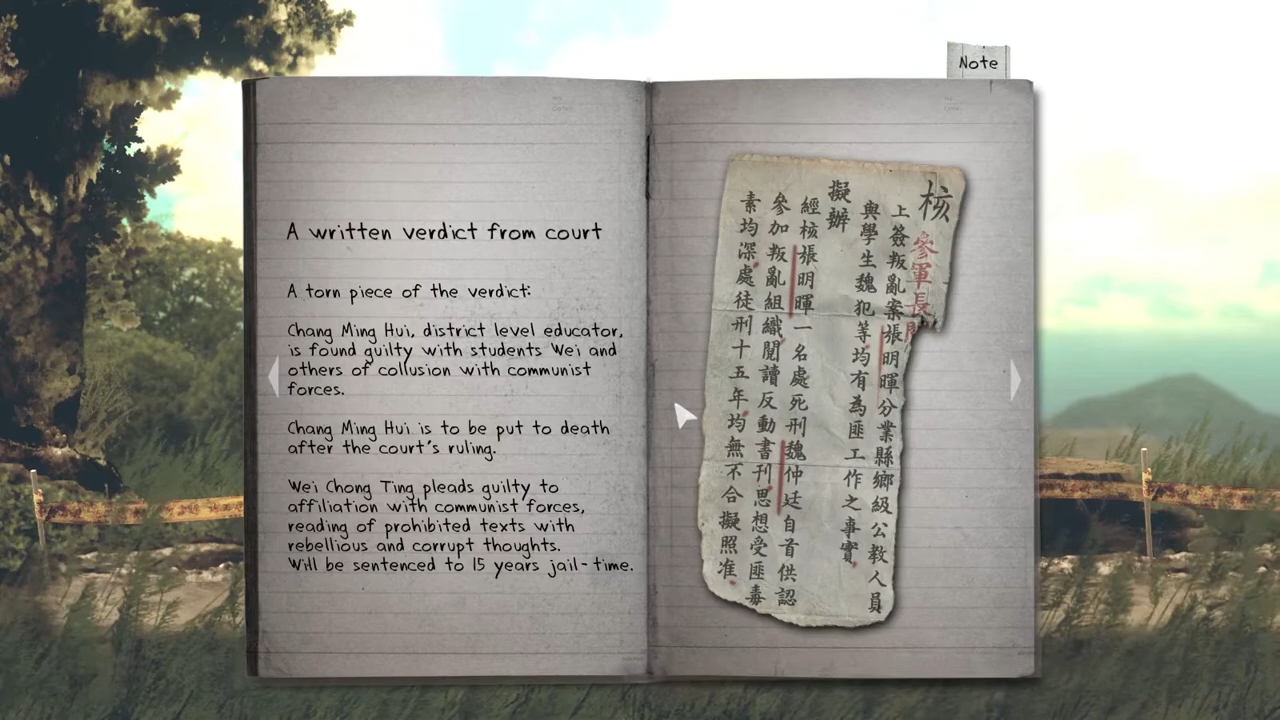 Note
A written verdict from court
A torn piece of the verdict:
Chang Ming Hui, district level educator,
is found guilty with students Wei and
others of collusion with communist
forces.
Chang Ming Hui is to be put to death
after the court's ruling.
Wei Chong Ting pleads guilty to
affiliation with communist forces,
reading of prohibited texts with
rebellious and corrupt thoughts.
Will be sentenced to 15 years jail-time.
核
參軍長
上簽叛亂案張明暉分業縣鄉級公教人員
與學生魏犯等均有為匪工作之事實
擬辦
經核張明暉一名處死刑魏仲廷自首供認
參加叛亂組織閱讀反動書刊思想受匪毒
素均深處徒刑十五年均無不合擬照准